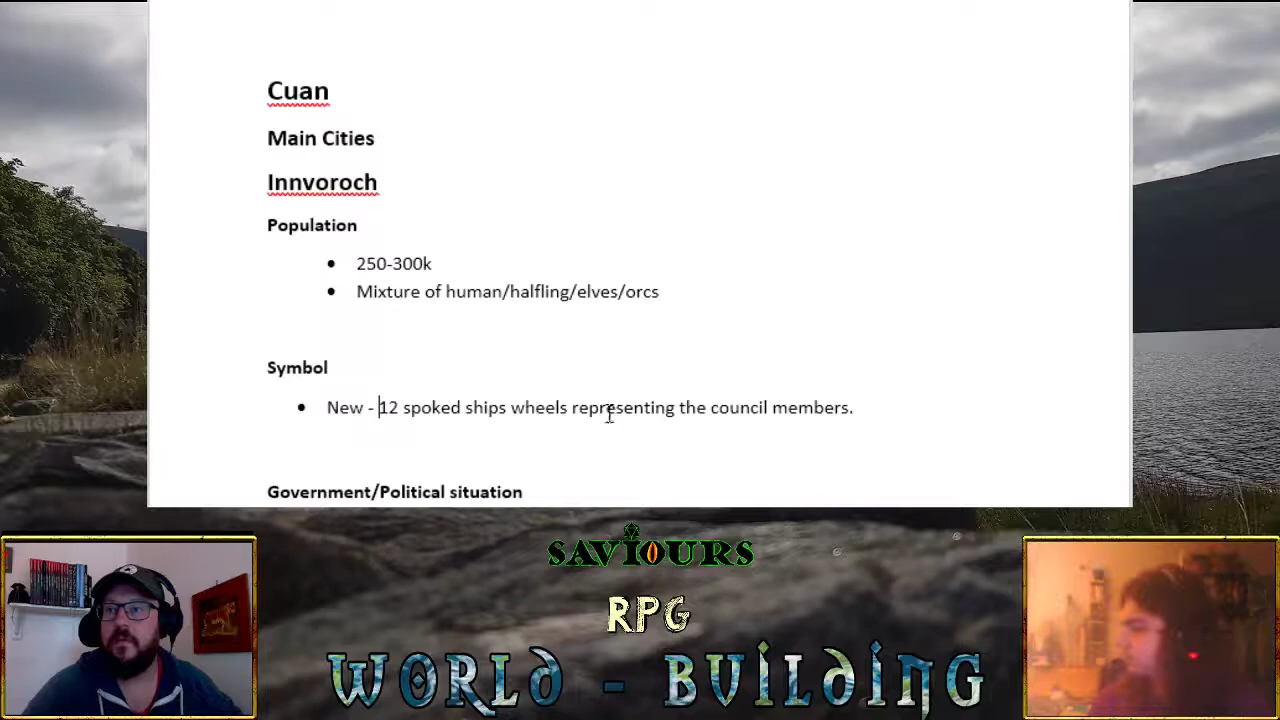 Cuan
Main Cities
Innvoroch
Population
• 250-300k
• Mixture of human/halfling/elves/orcs
Symbol
• New - 12 spoked ships wheels representing the council members.
Government/Political situation
SAVIOURS
RPG
WORLD - BUILDING